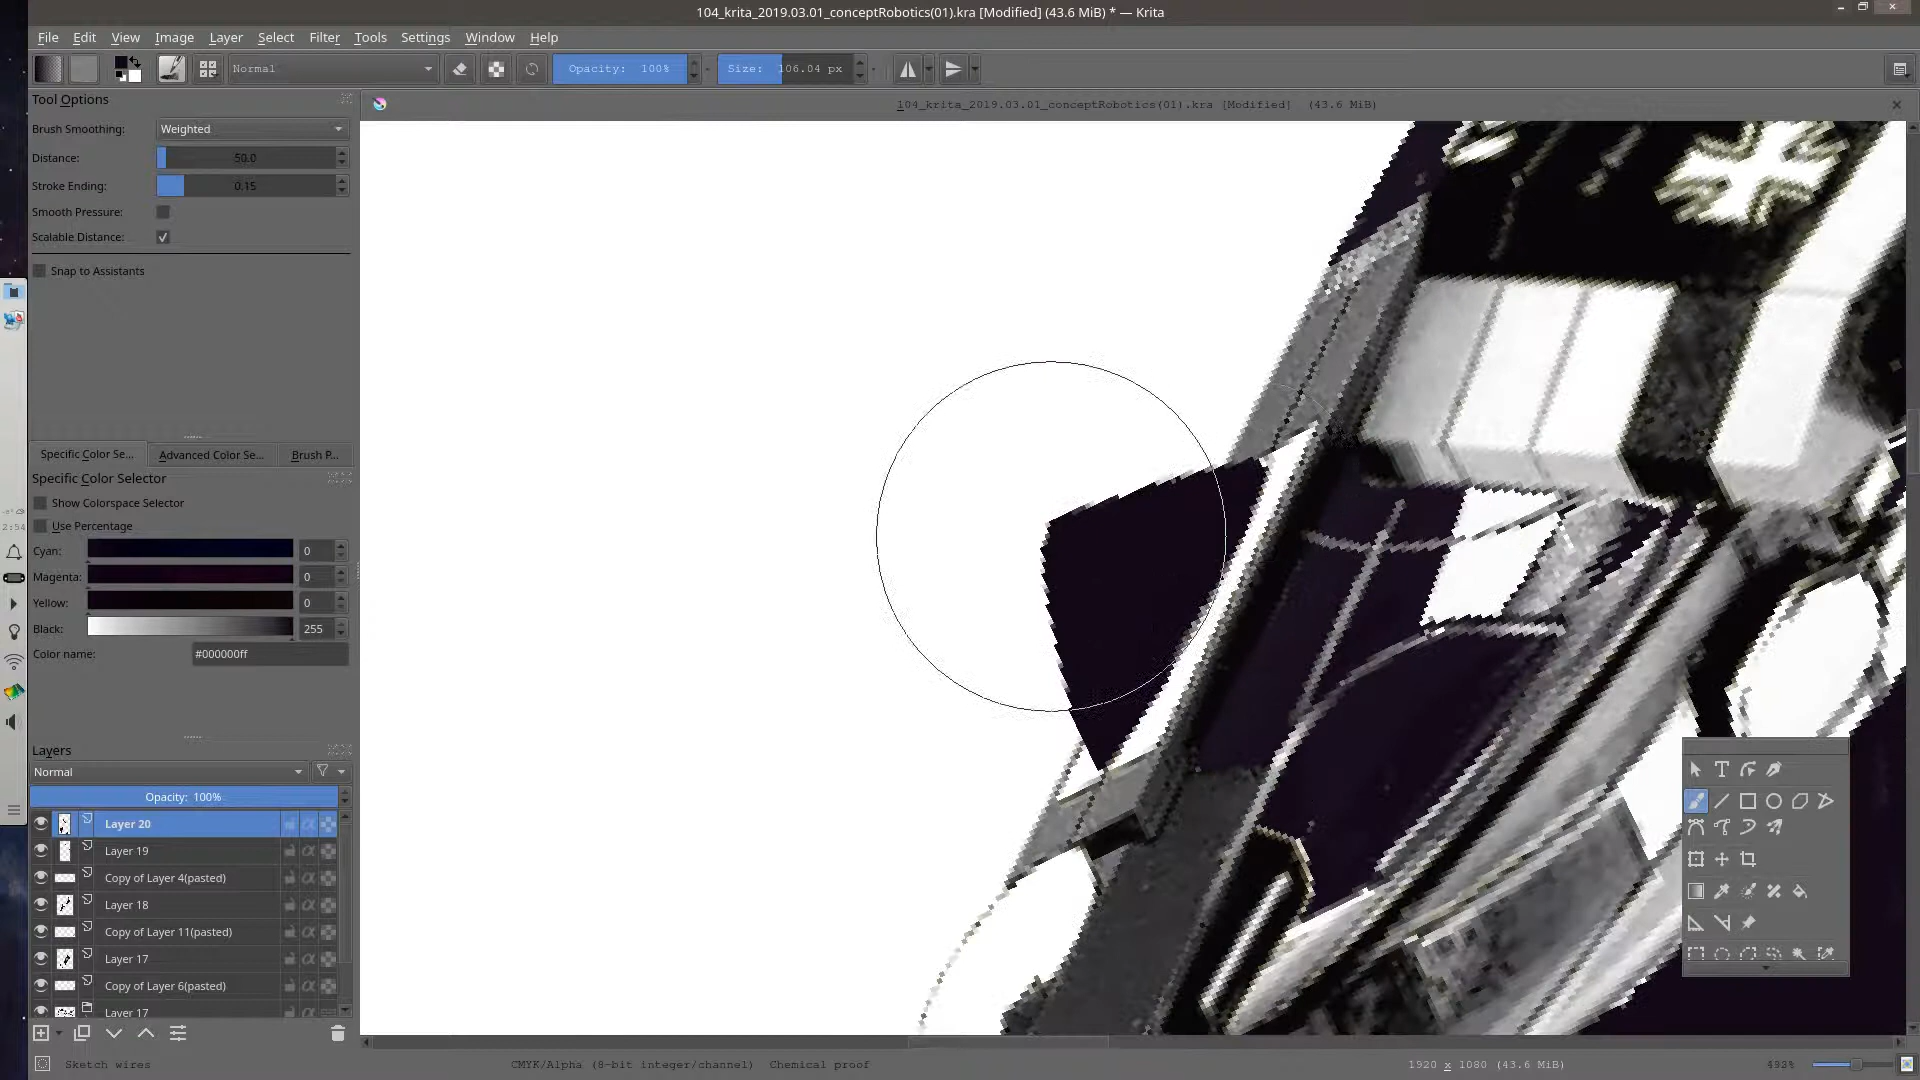 104_krita_2019.03.01_conceptRobotics(01).kra [Modified] (43.6 MiB) * — Krita
File Edit View Image Layer Select Filter Tools Settings Window Help
Normal Opacity: 100% Size: 106.04 px
Tool Options
104_krita_2019.03.01_conceptRobotics(01).kra [Modified] (43.6 MiB)
Brush Smoothing: Weighted
Distance: 50.0
Stroke Ending: 0.15
Smooth Pressure:
Scalable Distance:
Snap to Assistants
Specific Color Se... Advanced Color Se... Brush P...
Specific Color Selector
Show Colorspace Selector
Use Percentage
Cyan: 0
Magenta: 0
Yellow: 0
Black: 255
Color name: #000000ff
Layers
Normal
Opacity: 100%
Layer 20
Layer 19
Copy of Layer 4(pasted)
Layer 18
Copy of Layer 11(pasted)
Layer 17
Copy of Layer 6(pasted)
Layer 17
Sketch wires CMYK/Alpha (8-bit integer/channel) Chemical proof 1920 x 1080 (43.6 MiB) 492%